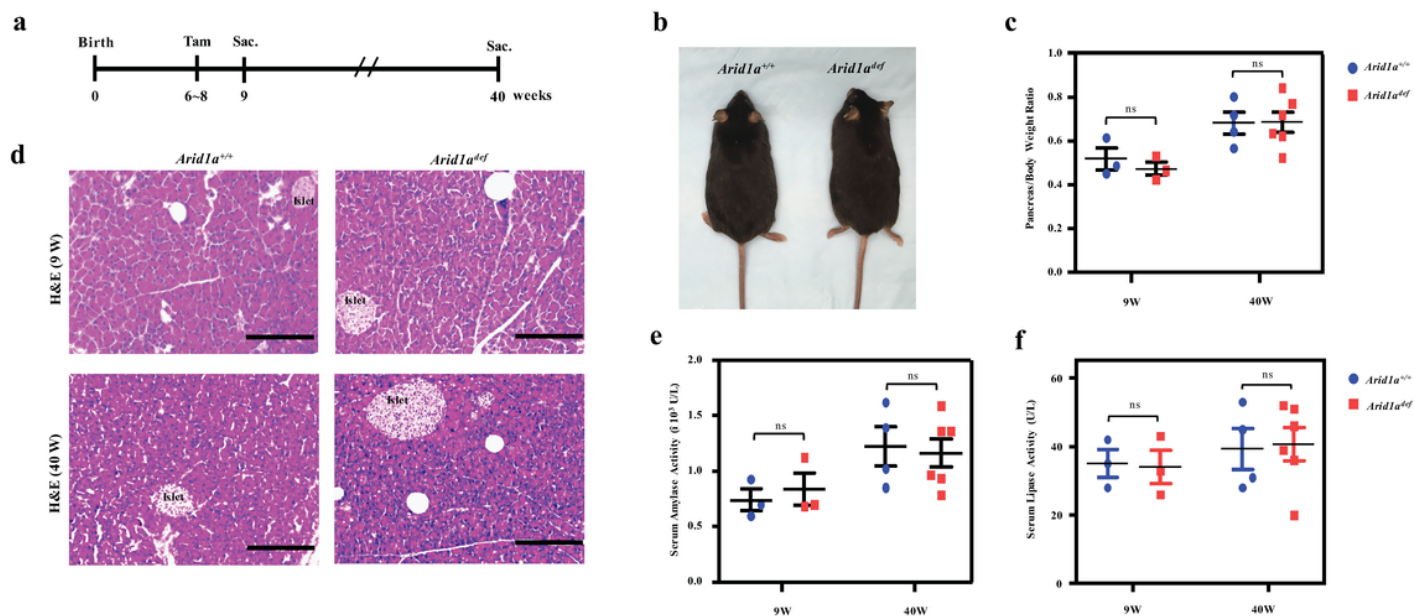 a
Birth Tam Sac. Sac.
0 6~8 9 40 weeks
b
Arid1a+/+ Arid1adef
c
Pancreas/Body Weight Ratio
1.0
0.8
0.6
0.4
0.2
0.0
ns
ns
9W 40W
Arid1a+/+
Arid1adef
d
Arid1a+/+ Arid1adef
H&E (9 W)
Islet
Islet
H&E (40 W)
Islet
Islet
e
Serum Amylase Activity (¡10³ U/L)
2.0
1.5
1.0
0.5
0.0
ns
ns
9W 40W
f
Serum Lipase Activity (U/L)
60
40
20
0
ns
ns
9W 40W
Arid1a+/+
Arid1adef